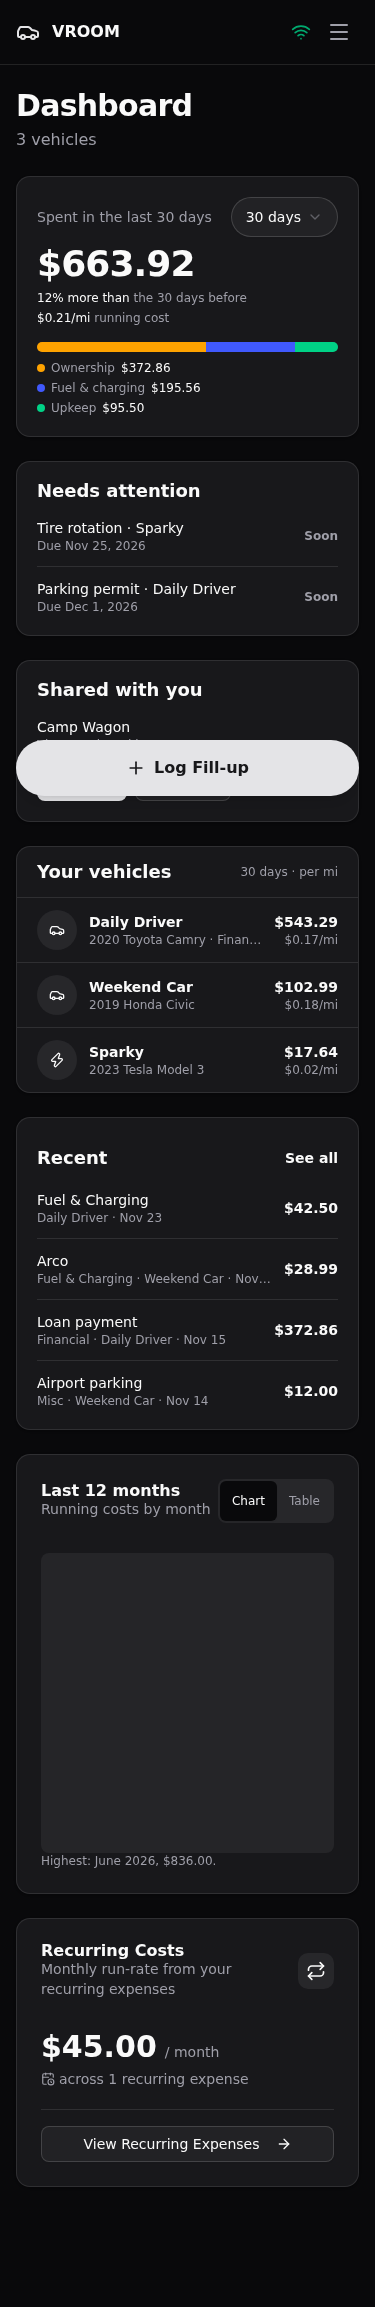 VROOM
Dashboard
3 vehicles
Spent in the last 30 days
30 days
$663.92
12% more than the 30 days before
$0.21/mi running cost
Ownership $372.86
Fuel & charging $195.56
Upkeep $95.50
Needs attention
Tire rotation · Sparky
Due Nov 25, 2026
Soon
Parking permit · Daily Driver
Due Dec 1, 2026
Soon
Shared with you
Camp Wagon
Log Fill-up
Your vehicles
30 days · per mi
Daily Driver
$543.29
2020 Toyota Camry · Finan…
$0.17/mi
Weekend Car
$102.99
2019 Honda Civic
$0.18/mi
Sparky
$17.64
2023 Tesla Model 3
$0.02/mi
Recent
See all
Fuel & Charging
Daily Driver · Nov 23
$42.50
Arco
Fuel & Charging · Weekend Car · Nov…
$28.99
Loan payment
Financial · Daily Driver · Nov 15
$372.86
Airport parking
Misc · Weekend Car · Nov 14
$12.00
Last 12 months
Running costs by month
Chart
Table
Highest: June 2026, $836.00.
Recurring Costs
Monthly run-rate from your
recurring expenses
$45.00 / month
across 1 recurring expense
View Recurring Expenses